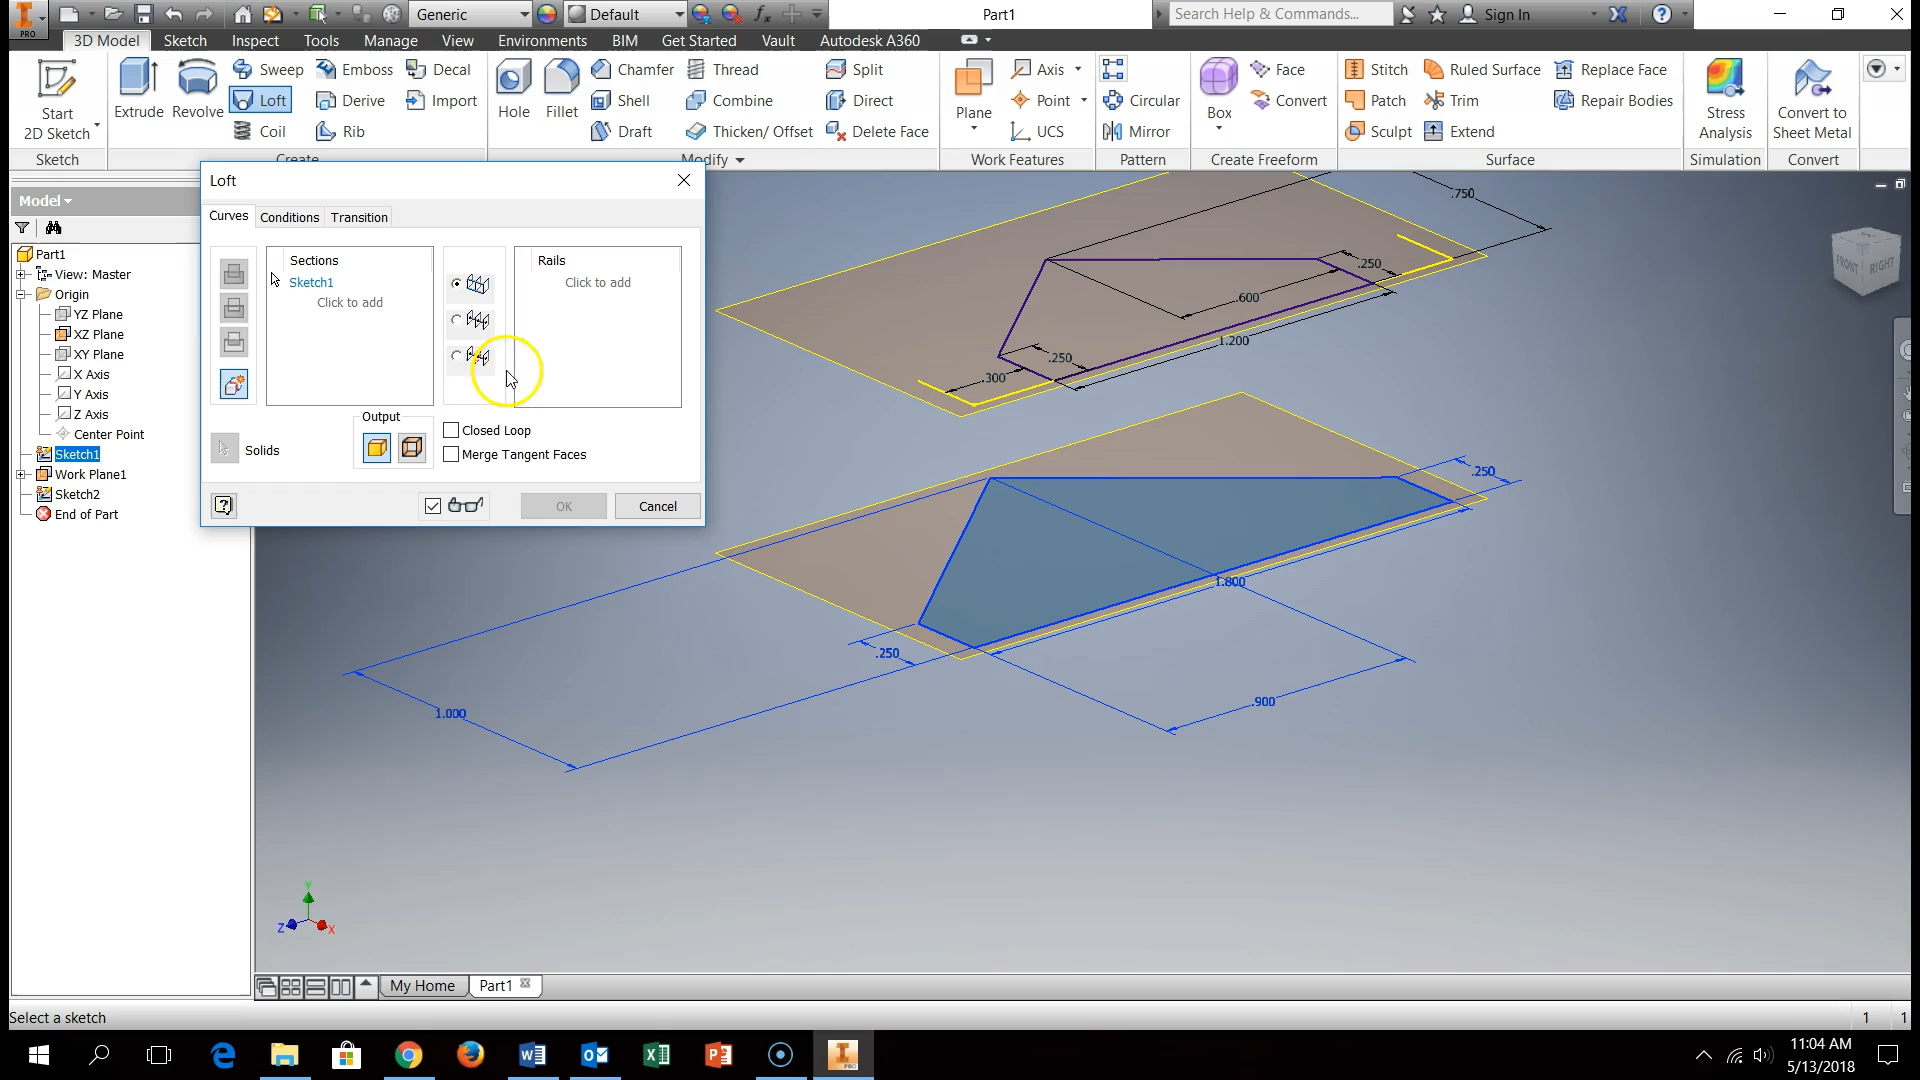 PRO
Generic
Default
fx
Part1
Search Help & Commands...
Sign In
3D Model
Sketch
Inspect
Tools
Manage
View
Environments
BIM
Get Started
Vault
Autodesk A360
Start
2D Sketch
Extrude
Revolve
Sweep
Loft
Coil
Emboss
Derive
Rib
Decal
Import
Hole
Fillet
Chamfer
Shell
Draft
Thread
Combine
Thicken/ Offset
Split
Direct
Delete Face
Plane
Axis
Point
UCS
Circular
Mirror
Box
Face
Convert
Stitch
Patch
Sculpt
Ruled Surface
Trim
Extend
Replace Face
Repair Bodies
Stress
Analysis
Convert to
Sheet Metal
Sketch
Create
Modify
Work Features
Pattern
Create Freeform
Surface
Simulation
Convert
Model
Part1
View: Master
Origin
YZ Plane
XZ Plane
XY Plane
X Axis
Y Axis
Z Axis
Center Point
Sketch1
Work Plane1
Sketch2
End of Part
Loft
Curves
Conditions
Transition
Sections
Sketch1
Click to add
Rails
Click to add
Output
Solids
Closed Loop
Merge Tangent Faces
OK
Cancel
.750
.250
.600
1.200
.250
.300
.250
1.800
.250
.900
1.000
FRONT
RIGHT
Y
Z
X
My Home
Part1
Select a sketch
1
1
11:04 AM
5/13/2018